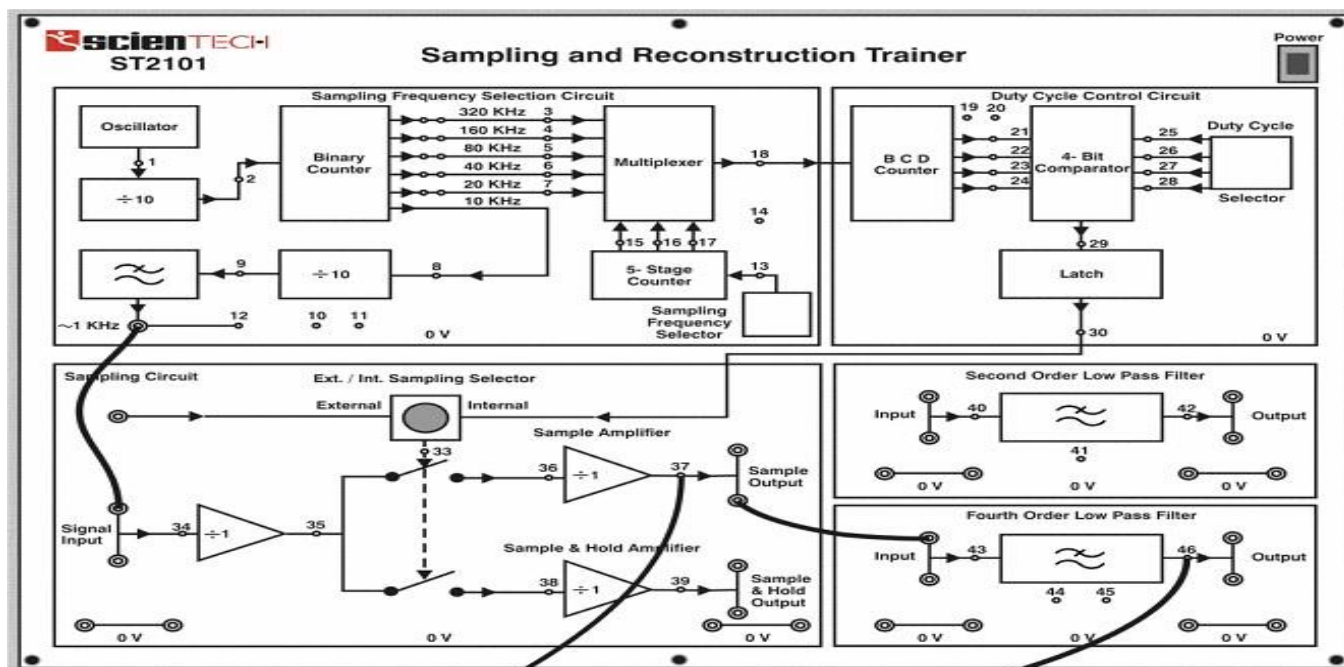 scienTECH
ST2101
Sampling and Reconstruction Trainer
Power
Sampling Frequency Selection Circuit
Oscillator
1
÷10
2
Binary
Counter
320 KHz 3
160 KHz 4
80 KHz 5
40 KHz 6
20 KHz 7
10 KHz
Multiplexer
18
14
15 16 17
5- Stage
Counter
13
Sampling
Frequency
Selector
8
÷10
9
~1 KHz
12
10 11
0 V
Duty Cycle Control Circuit
19 20
B C D
Counter
21
22
23
24
4- Bit
Comparator
25
26
27
28
Duty Cycle
Selector
29
Latch
30
0 V
Sampling Circuit
Ext. / Int. Sampling Selector
External
Internal
33
Sample Amplifier
36
÷1
37
Sample
Output
Signal
Input
34
÷1
35
Sample & Hold Amplifier
38
÷1
39
Sample
& Hold
Output
0 V
0 V
0 V
Second Order Low Pass Filter
Input
40
42
Output
41
0 V
0 V
0 V
Fourth Order Low Pass Filter
Input
43
46
Output
44 45
0 V
0 V
0 V